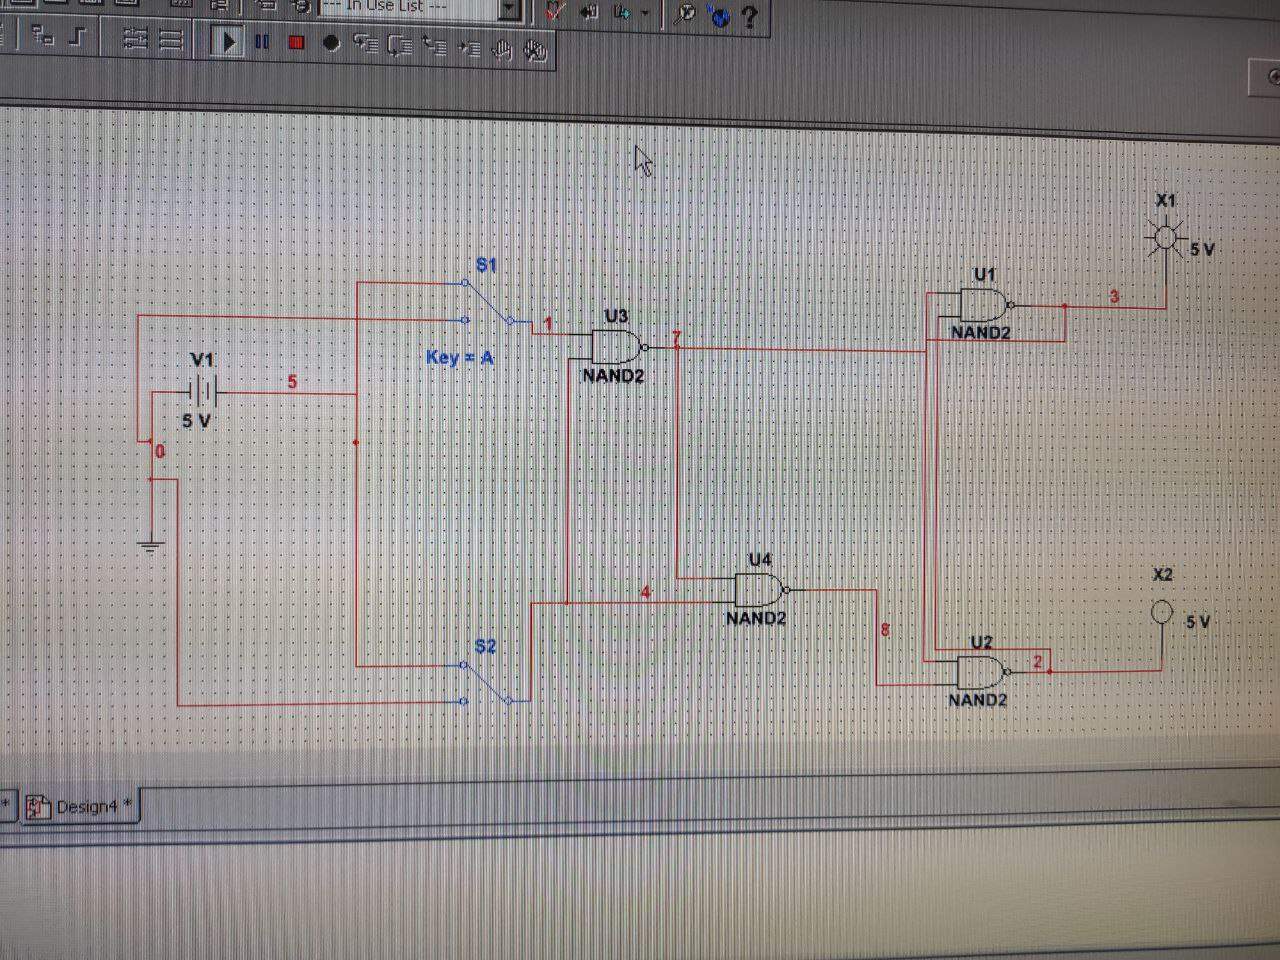 --- In Use List ---
X1
5 V
S1
U1
3
1
U3
7
NAND2
Key = A
V1
NAND2
5
5 V
0
U4
X2
4
NAND2
8
5 V
S2
U2
2
NAND2
* Design4 *